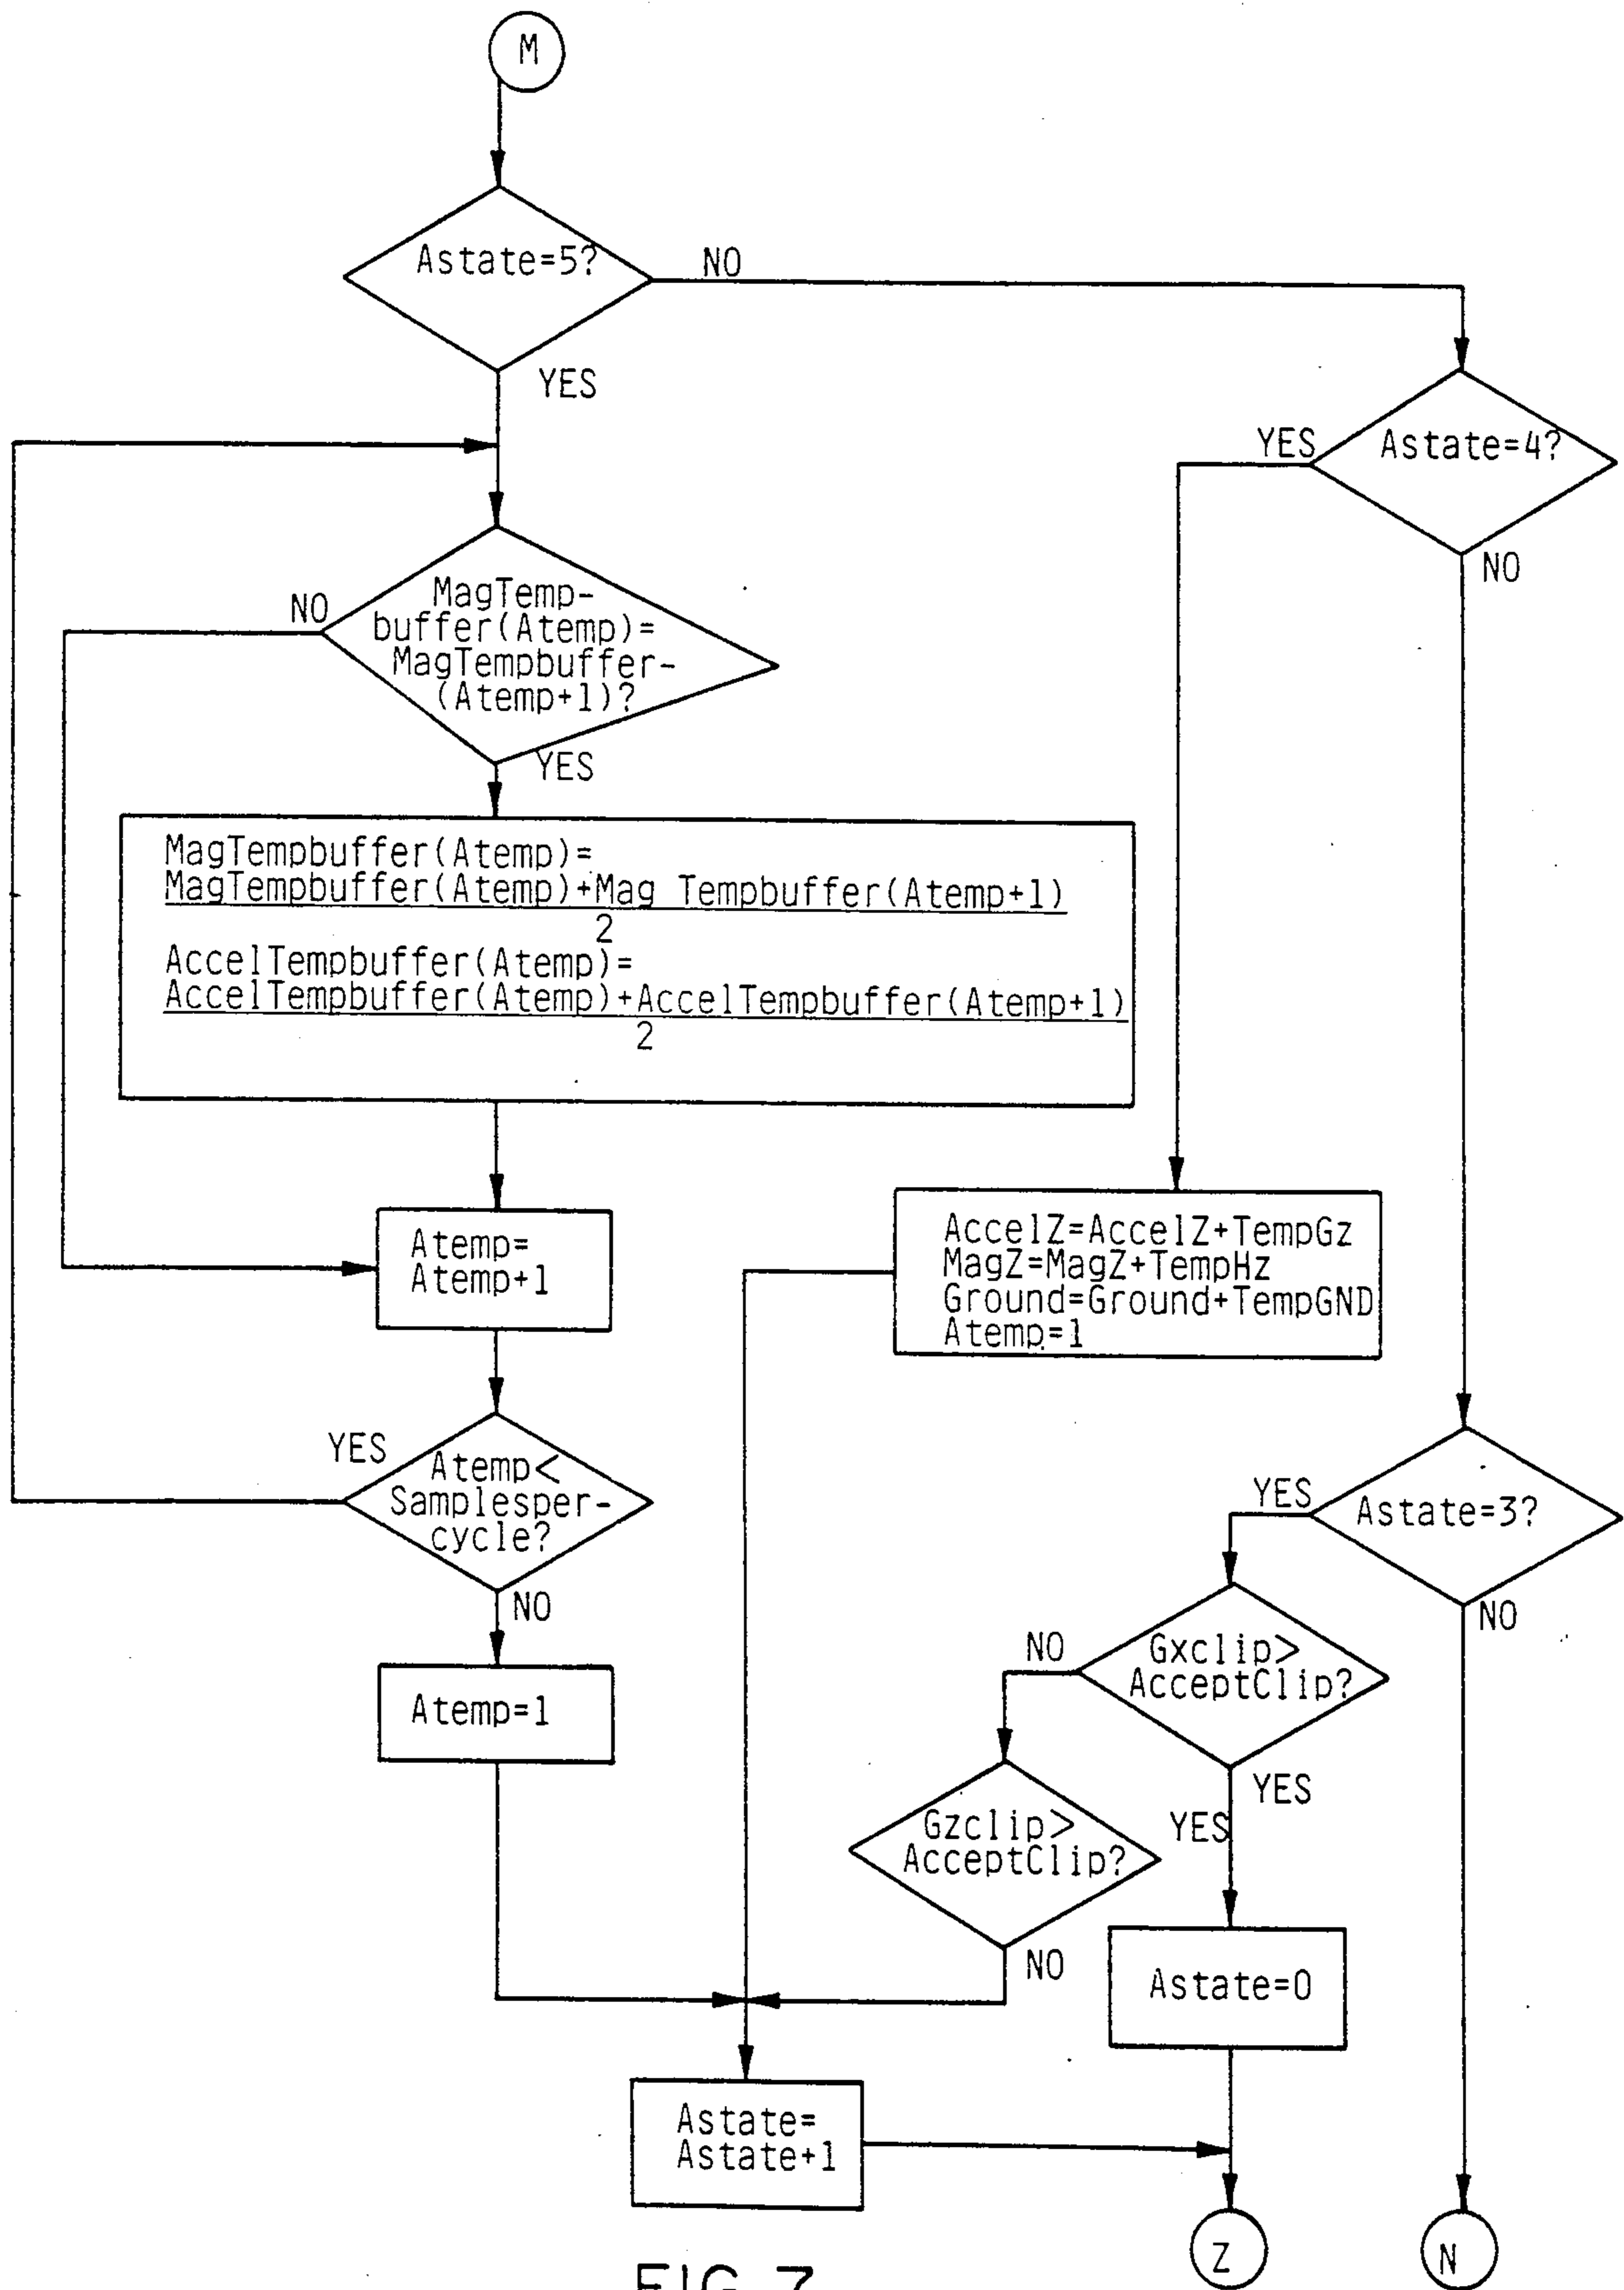 M
Astate=5?
NO
YES
YES
Astate=4?
NO
NO
MagTemp-
buffer(Atemp)=
MagTempbuffer-
(Atemp+1)?
YES
MagTempbuffer(Atemp)=
MagTempbuffer(Atemp)+Mag Tempbuffer(Atemp+1)
2
AccelTempbuffer(Atemp)=
AccelTempbuffer(Atemp)+AccelTempbuffer(Atemp+1)
2
Atemp=
Atemp+1
AccelZ=AccelZ+TempGz
MagZ=MagZ+TempHz
Ground=Ground+TempGND
Atemp=1
YES
Atemp<
Samplesper-
cycle?
NO
YES
Astate=3?
NO
Atemp=1
NO
Gxclip>
AcceptClip?
YES
Gzclip>
AcceptClip?
YES
NO
Astate=0
Astate=
Astate+1
Z
N
FIG. 7